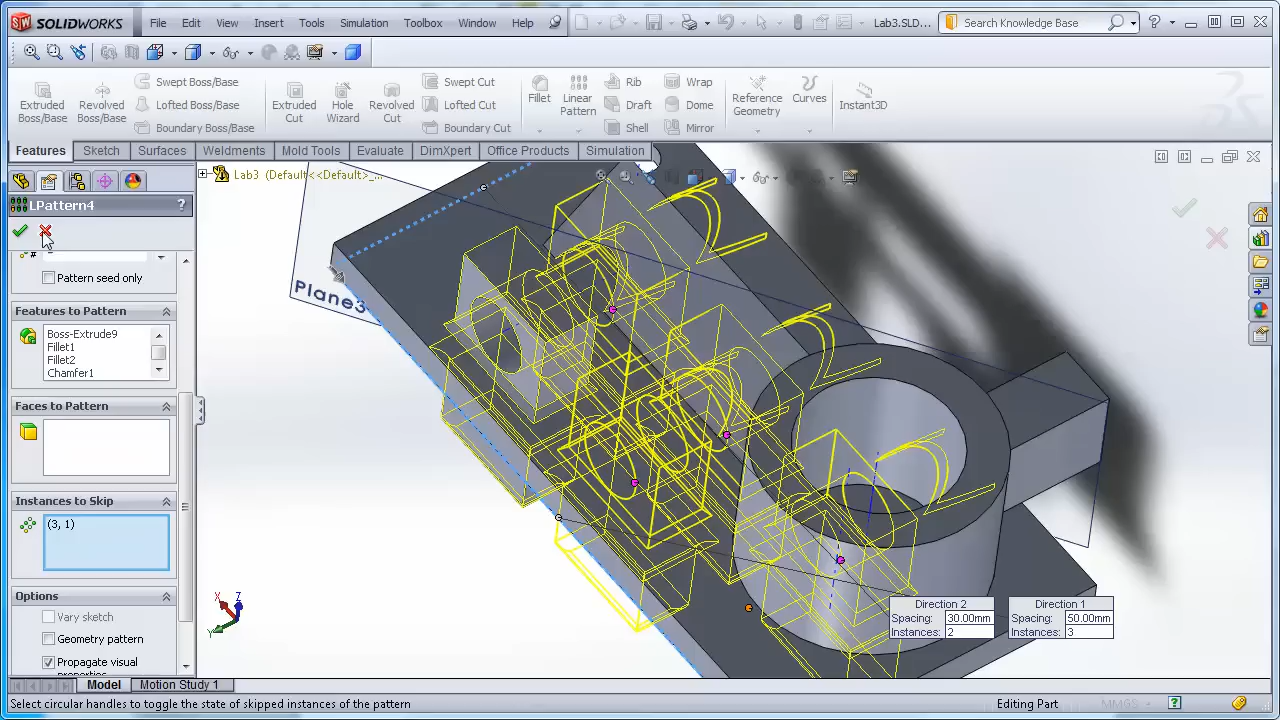 SOLIDWORKS File Edit View Insert Tools Simulation Toolbox Window Help Lab3.SLD... Search Knowledge Base ?
Extruded Boss/Base
Revolved Boss/Base
Swept Boss/Base
Lofted Boss/Base
Boundary Boss/Base
Extruded Cut
Hole Wizard
Revolved Cut
Swept Cut
Lofted Cut
Boundary Cut
Fillet
Linear Pattern
Rib
Draft
Shell
Wrap
Dome
Mirror
Reference Geometry
Curves
Instant3D
Features Sketch Surfaces Weldments Mold Tools Evaluate DimXpert Office Products Simulation
Lab3 (Default<<Default>_...
LPattern4 ?
#
Pattern seed only
Features to Pattern
Boss-Extrude9
Fillet1
Fillet2
Chamfer1
Faces to Pattern
Instances to Skip
(3, 1)
Options
Vary sketch
Geometry pattern
Propagate visual
Plane3
X Z
Y
Direction 2
Spacing: 30.00mm
Instances: 2
Direction 1
Spacing: 50.00mm
Instances: 3
Model Motion Study 1
Select circular handles to toggle the state of skipped instances of the pattern Editing Part MMGS ?